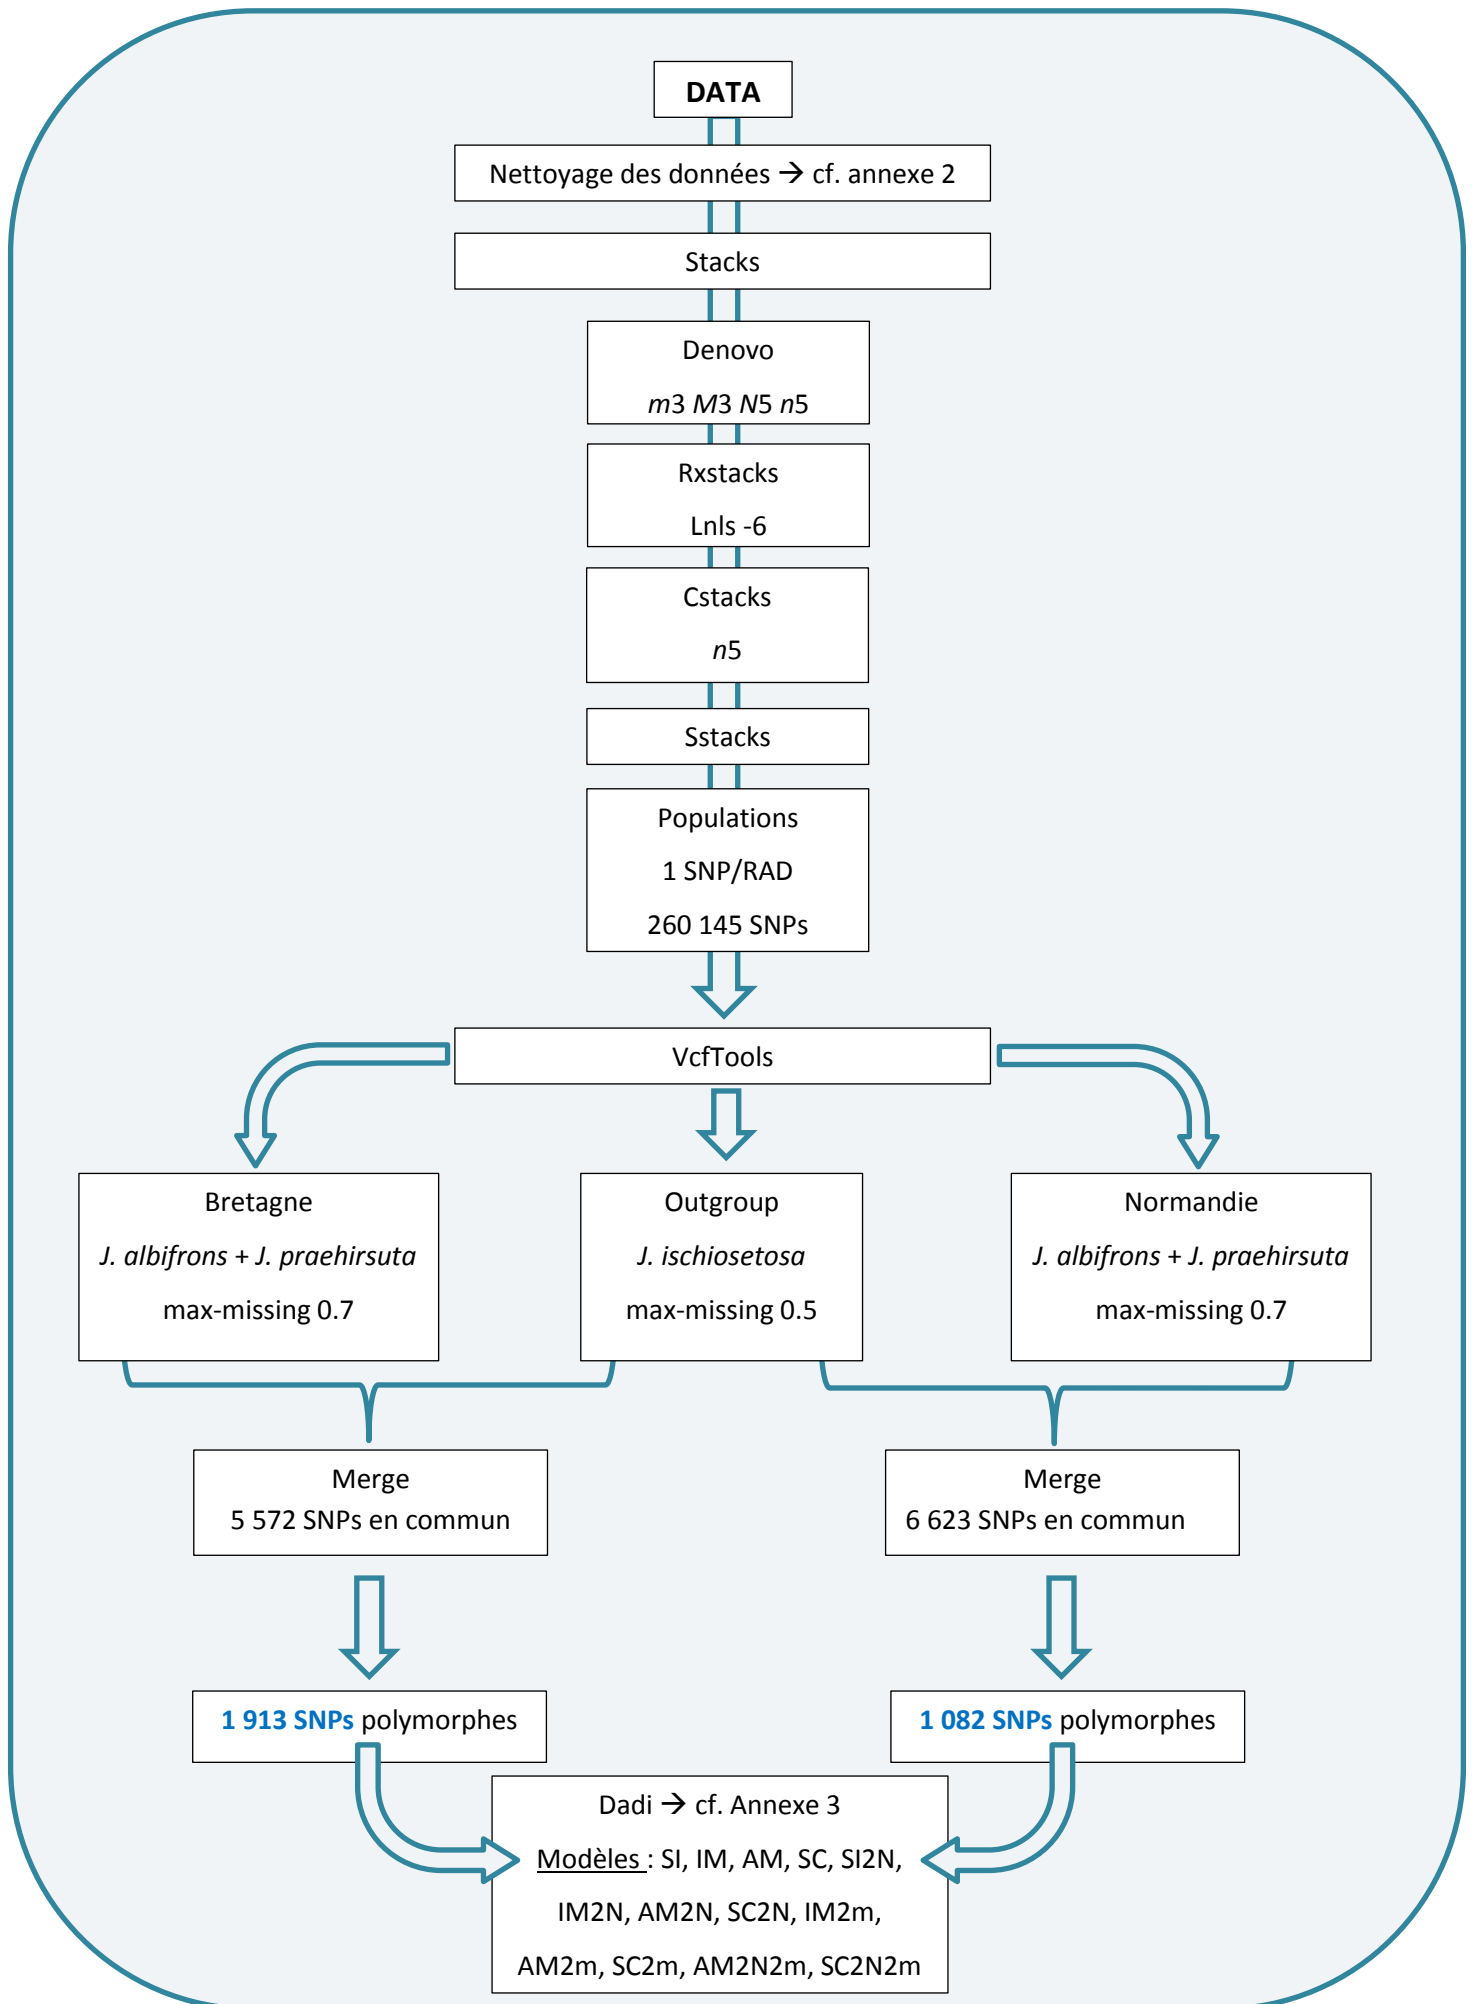 DATA
Nettoyage des données → cf. annexe 2
Stacks
Denovo
m3 M3 N5 n5
Rxstacks
Lnls -6
Cstacks
n5
Sstacks
Populations
1 SNP/RAD
260 145 SNPs
VcfTools
Bretagne
J. albifrons + J. praehirsuta
max-missing 0.7
Outgroup
J. ischiosetosa
max-missing 0.5
Normandie
J. albifrons + J. praehirsuta
max-missing 0.7
Merge
5 572 SNPs en commun
Merge
6 623 SNPs en commun
1 913 SNPs polymorphes
1 082 SNPs polymorphes
Dadi → cf. Annexe 3
Modèles : SI, IM, AM, SC, SI2N,
IM2N, AM2N, SC2N, IM2m,
AM2m, SC2m, AM2N2m, SC2N2m